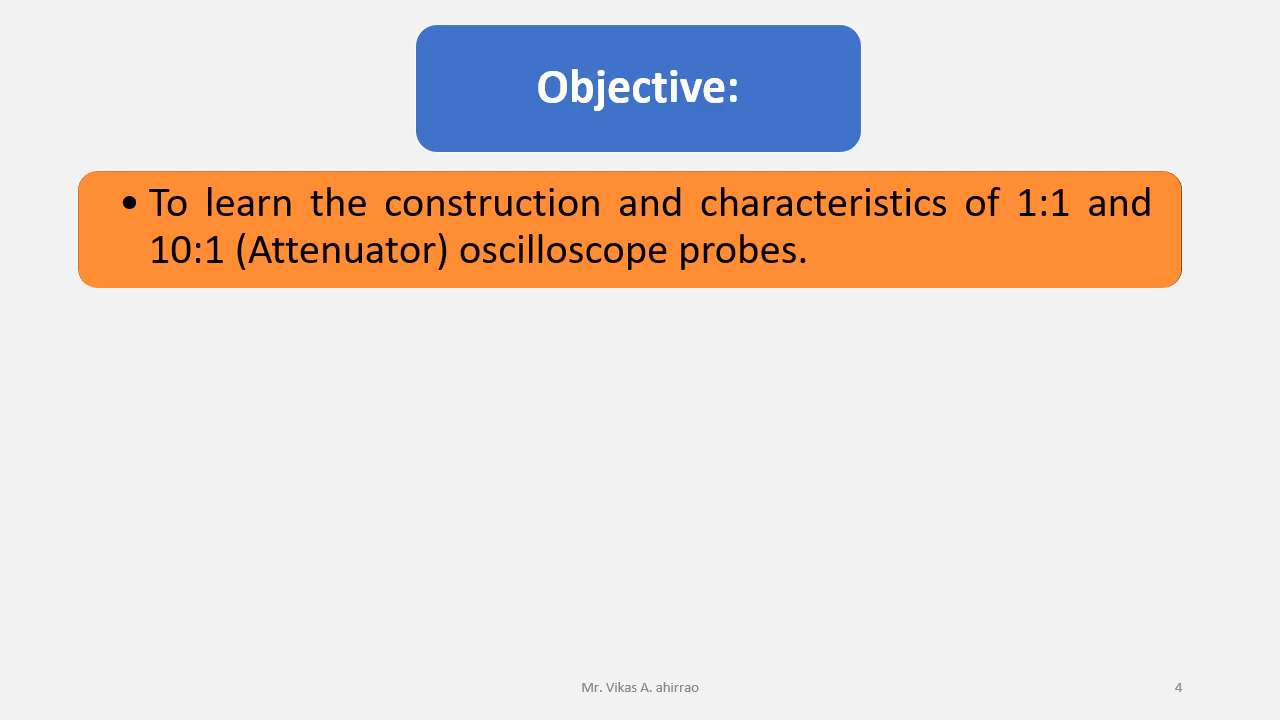 Objective:
• To learn the construction and characteristics of 1:1 and
10:1 (Attenuator) oscilloscope probes.
Mr. Vikas A. ahirrao
4